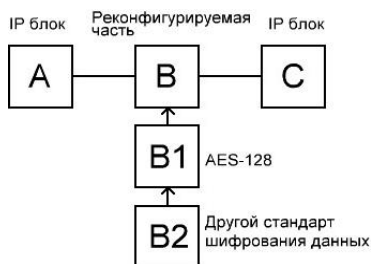 IP блок
Реконфигурируемая
часть
IP блок
A
B
C
B1
AES-128
B2
Другой стандарт
шифрования данных